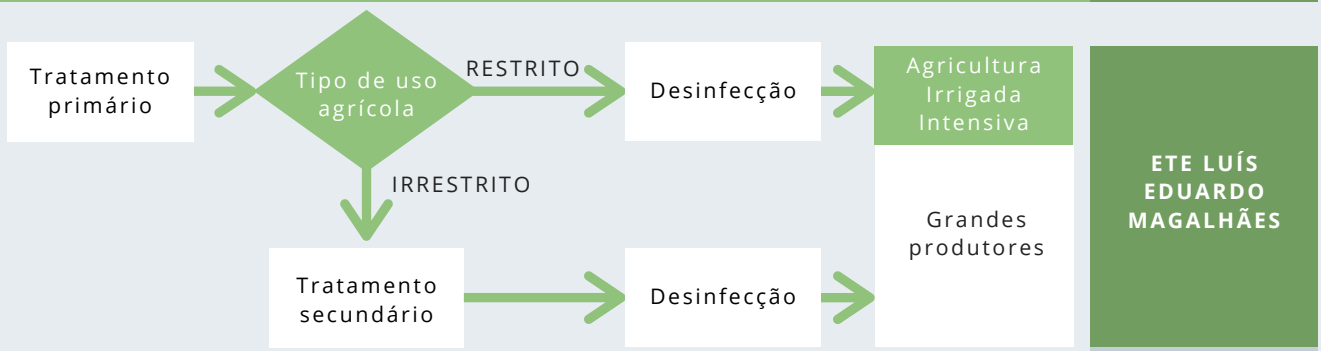 Tratamento
primário
Tipo de uso
agrícola
RESTRITO
Desinfecção
Agricultura
Irrigada
Intensiva
ETE LUÍS
EDUARDO
MAGALHÃES
IRRESTRITO
Grandes
produtores
Tratamento
secundário
Desinfecção